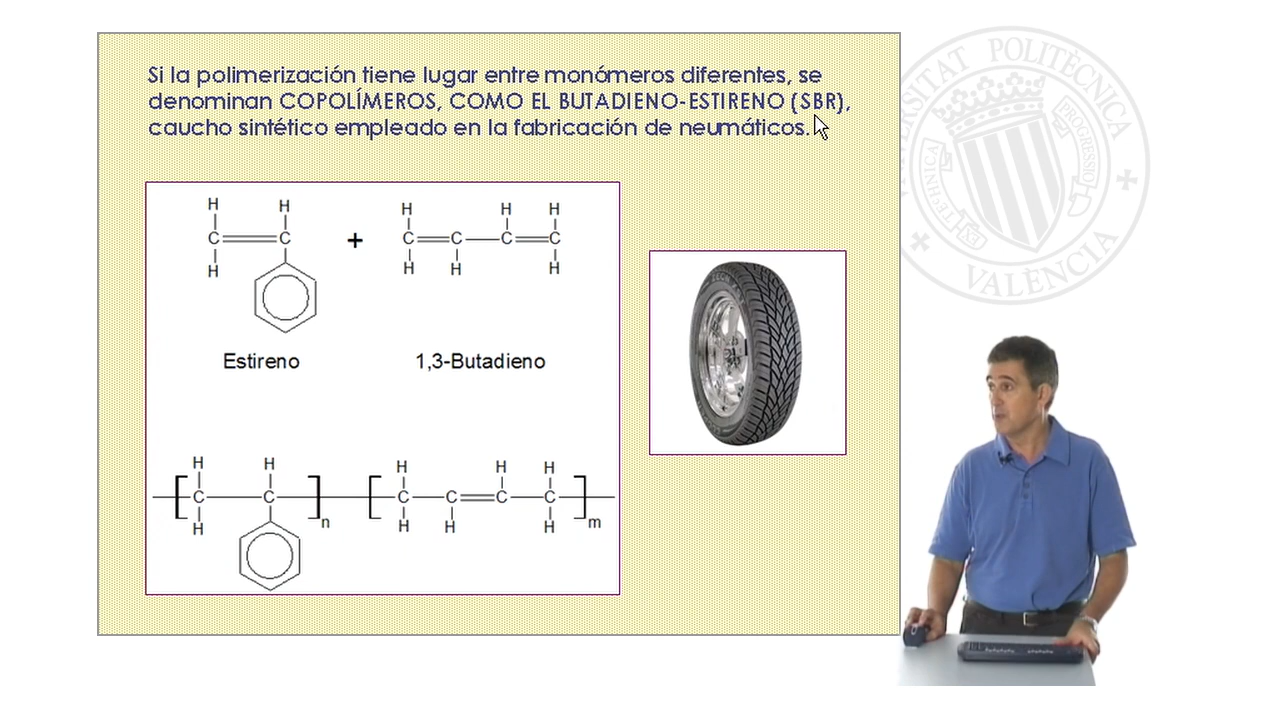 Si la polimerización tiene lugar entre monómeros diferentes, se
denominan COPOLÍMEROS, COMO EL BUTADIENO-ESTIRENO (SBR),
caucho sintético empleado en la fabricación de neumáticos.
H H H H H
C C + C C C C
H H H H
Estireno 1,3-Butadieno
H H H H H
[ C C ]n [ C C C C ]m
H H H H
UNIVERSITAT POLITÈCNICA
VALÈNCIA